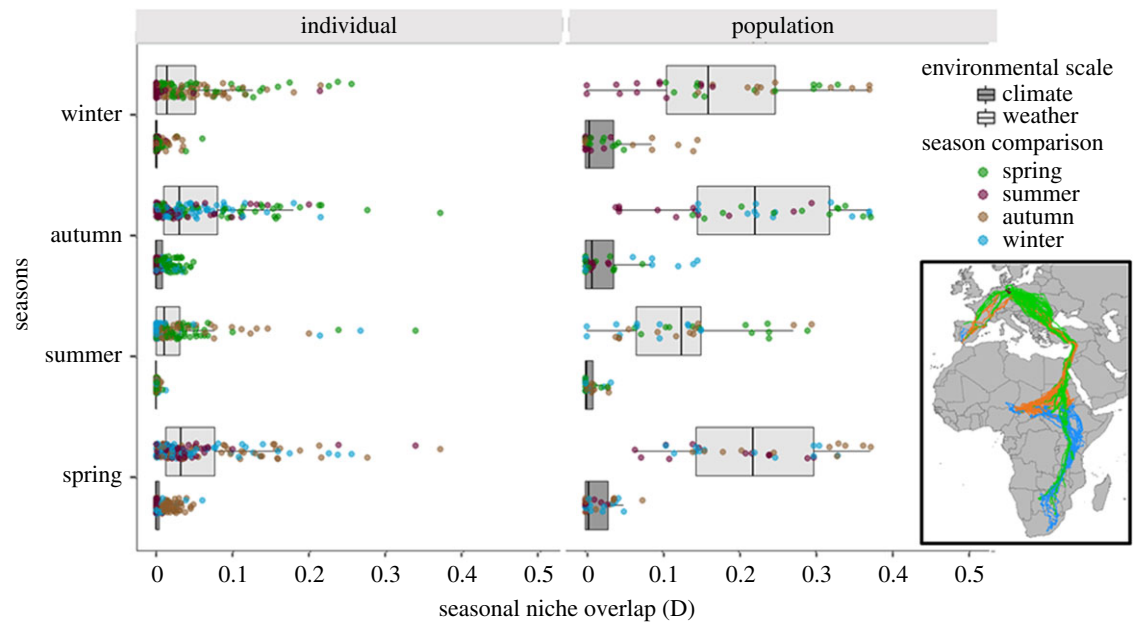 individual
population
environmental scale
climate
weather
season comparison
spring
summer
autumn
winter
seasons
winter
autumn
summer
spring
0 0.1 0.2 0.3 0.4 0.5
0 0.1 0.2 0.3 0.4 0.5
seasonal niche overlap (D)